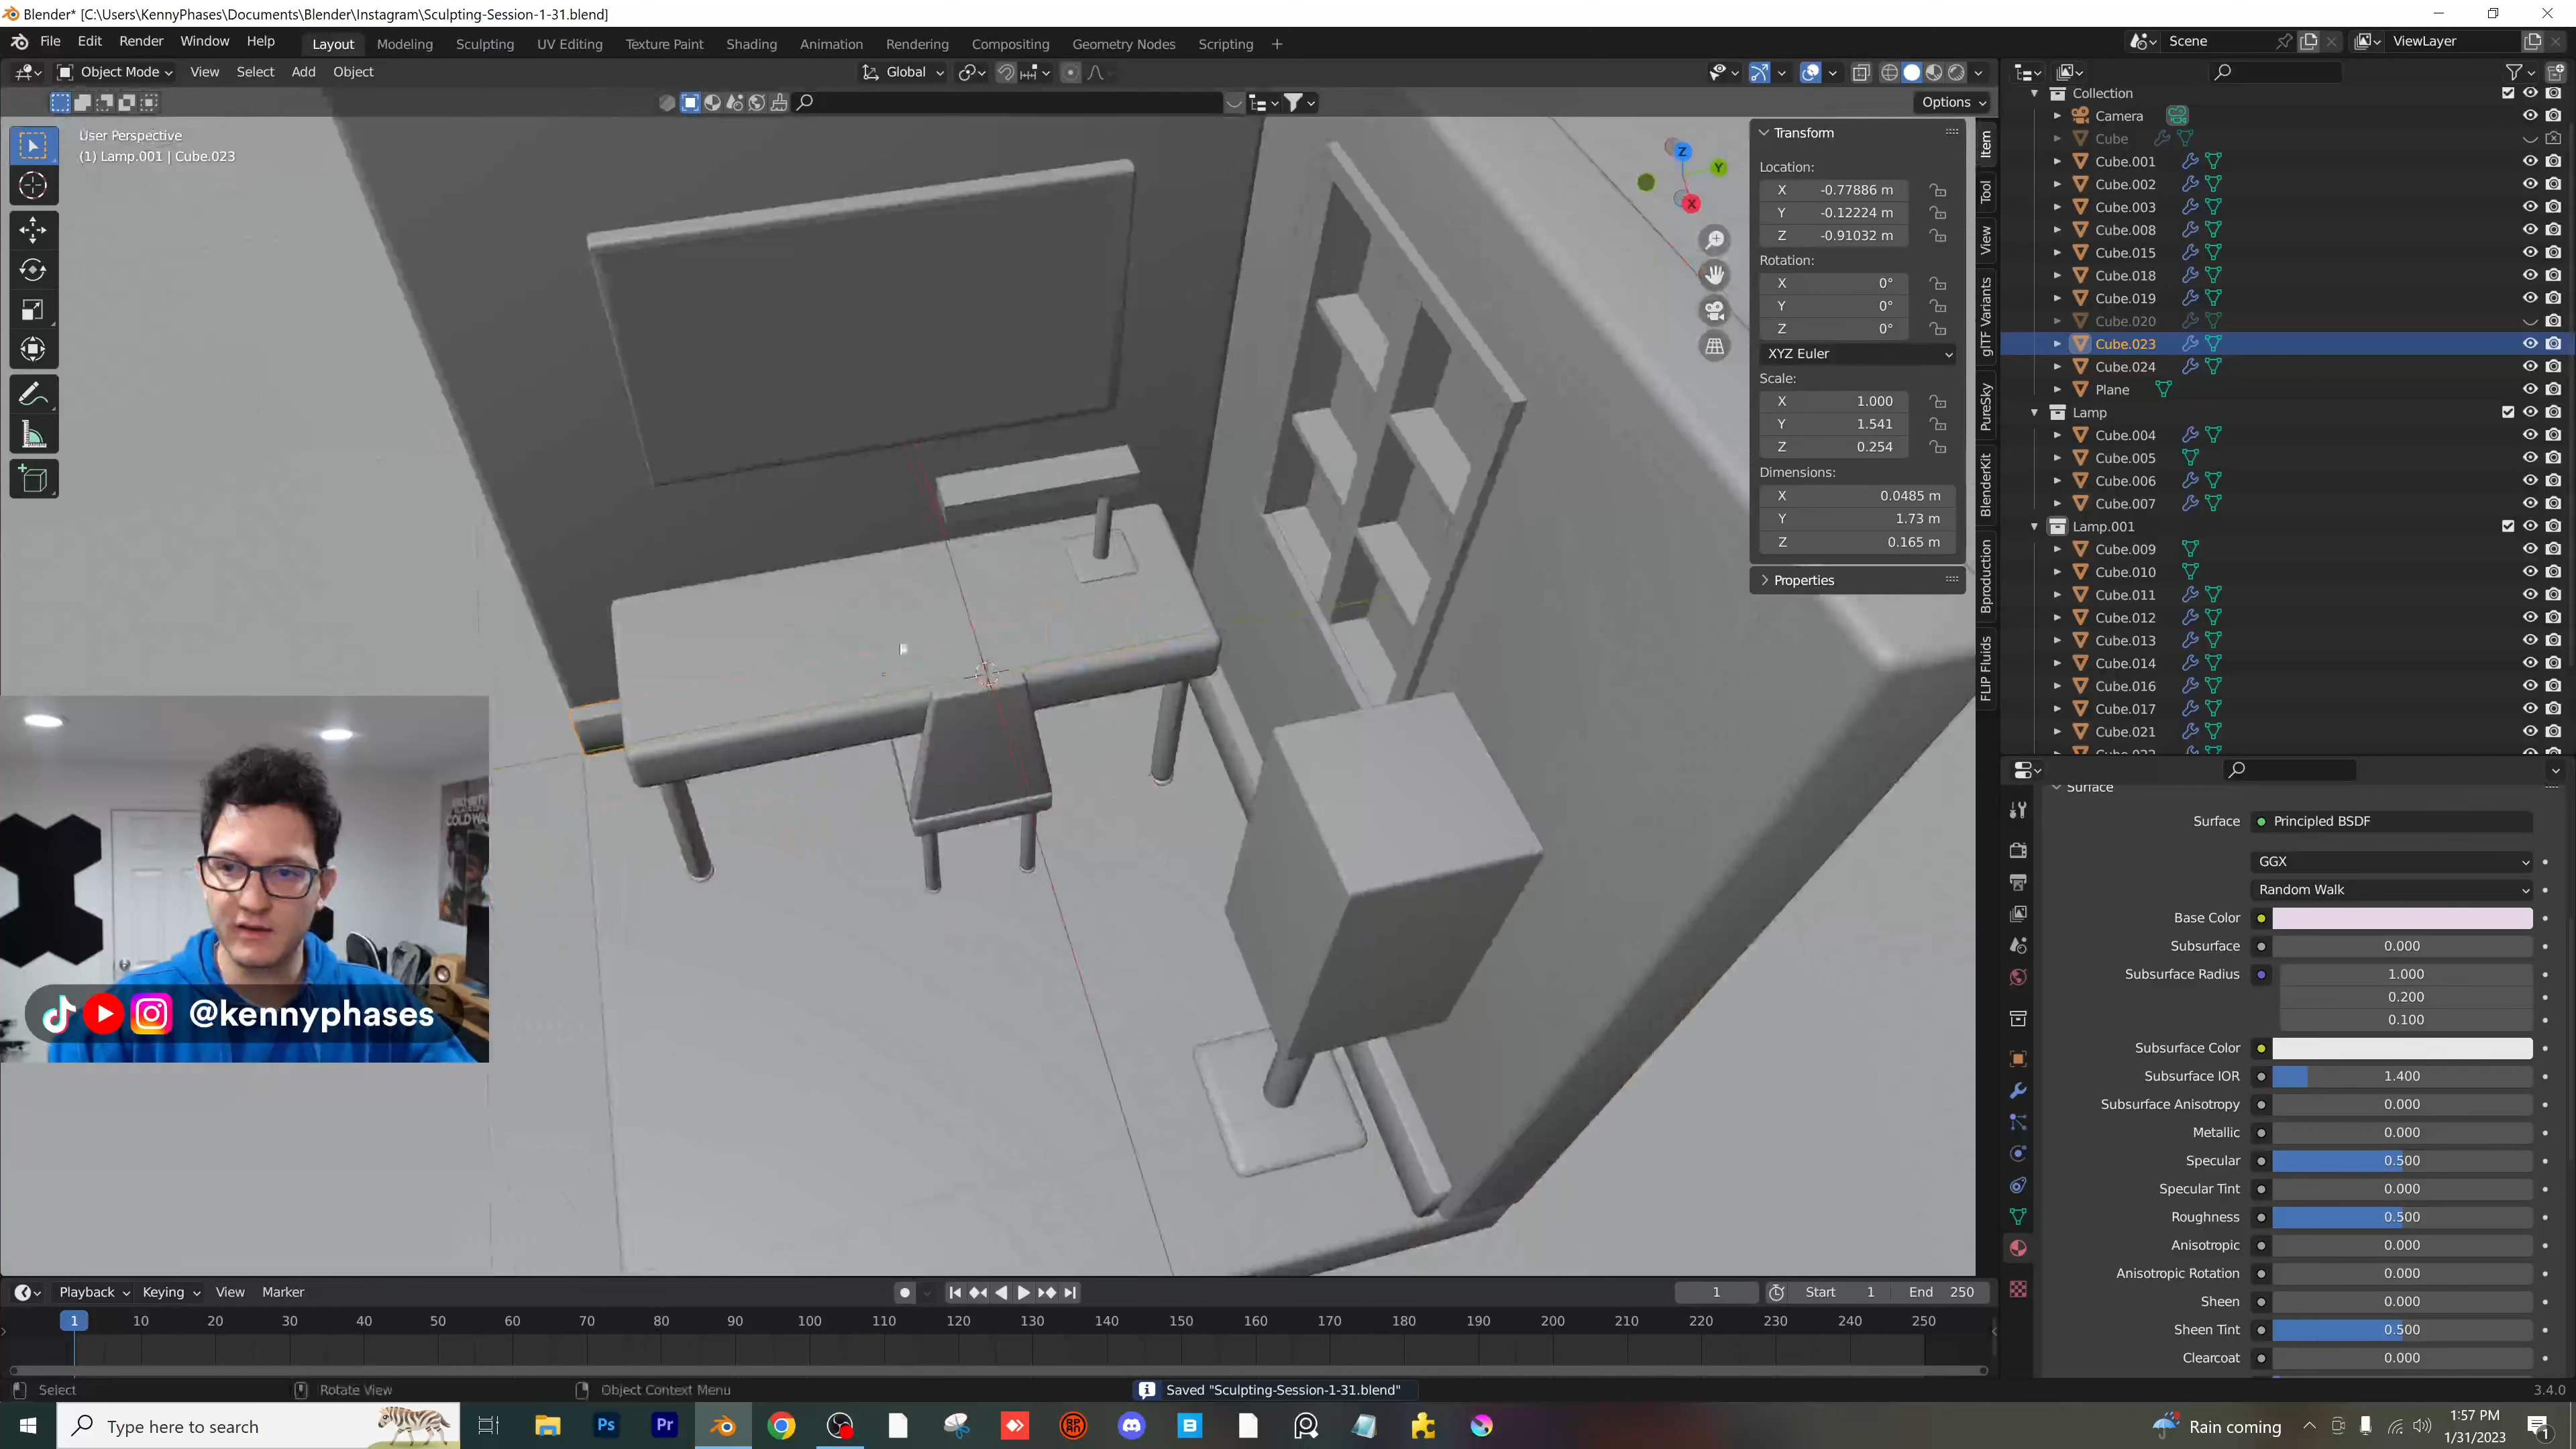 Blender* [C:\Users\KennyPhases\Documents\Blender\Instagram\Sculpting-Session-1-31.blend]
File Edit Render Window Help Layout Modeling Sculpting UV Editing Texture Paint Shading Animation Rendering Compositing Geometry Nodes Scripting + Scene ViewLayer
Object Mode View Select Add Object Global
Options
User Perspective
(1) Lamp.001 | Cube.023
Z
Y
X
Transform
Location:
X -0.77886 m
Y -0.12224 m
Z -0.91032 m
Rotation:
X 0°
Y 0°
Z 0°
XYZ Euler
Scale:
X 1.000
Y 1.541
Z 0.254
Dimensions:
X 0.0485 m
Y 1.73 m
Z 0.165 m
Properties
Item
Tool
View
glTF Variants
PureSky
BlenderKit
Bproduction
FLIP Fluids
Collection
Camera
Cube
Cube.001
Cube.002
Cube.003
Cube.008
Cube.015
Cube.018
Cube.019
Cube.020
Cube.023
Cube.024
Plane
Lamp
Cube.004
Cube.005
Cube.006
Cube.007
Lamp.001
Cube.009
Cube.010
Cube.011
Cube.012
Cube.013
Cube.014
Cube.016
Cube.017
Cube.021
Surface
Surface Principled BSDF
GGX
Random Walk
Base Color
Subsurface 0.000
Subsurface Radius 1.000
0.200
0.100
Subsurface Color
Subsurface IOR 1.400
Subsurface Anisotropy 0.000
Metallic 0.000
Specular 0.500
Specular Tint 0.000
Roughness 0.500
Anisotropic 0.000
Anisotropic Rotation 0.000
Sheen 0.000
Sheen Tint 0.500
Clearcoat 0.000
COLD WAR
@kennyphases
Playback Keying View Marker 1 Start 1 End 250
1 10 20 30 40 50 60 70 80 90 100 110 120 130 140 150 160 170 180 190 200 210 220 230 240 250
Select Rotate View Object Context Menu Saved "Sculpting-Session-1-31.blend" 3.4.0
Type here to search Ps Pr Rain coming 1:57 PM
1/31/2023
1